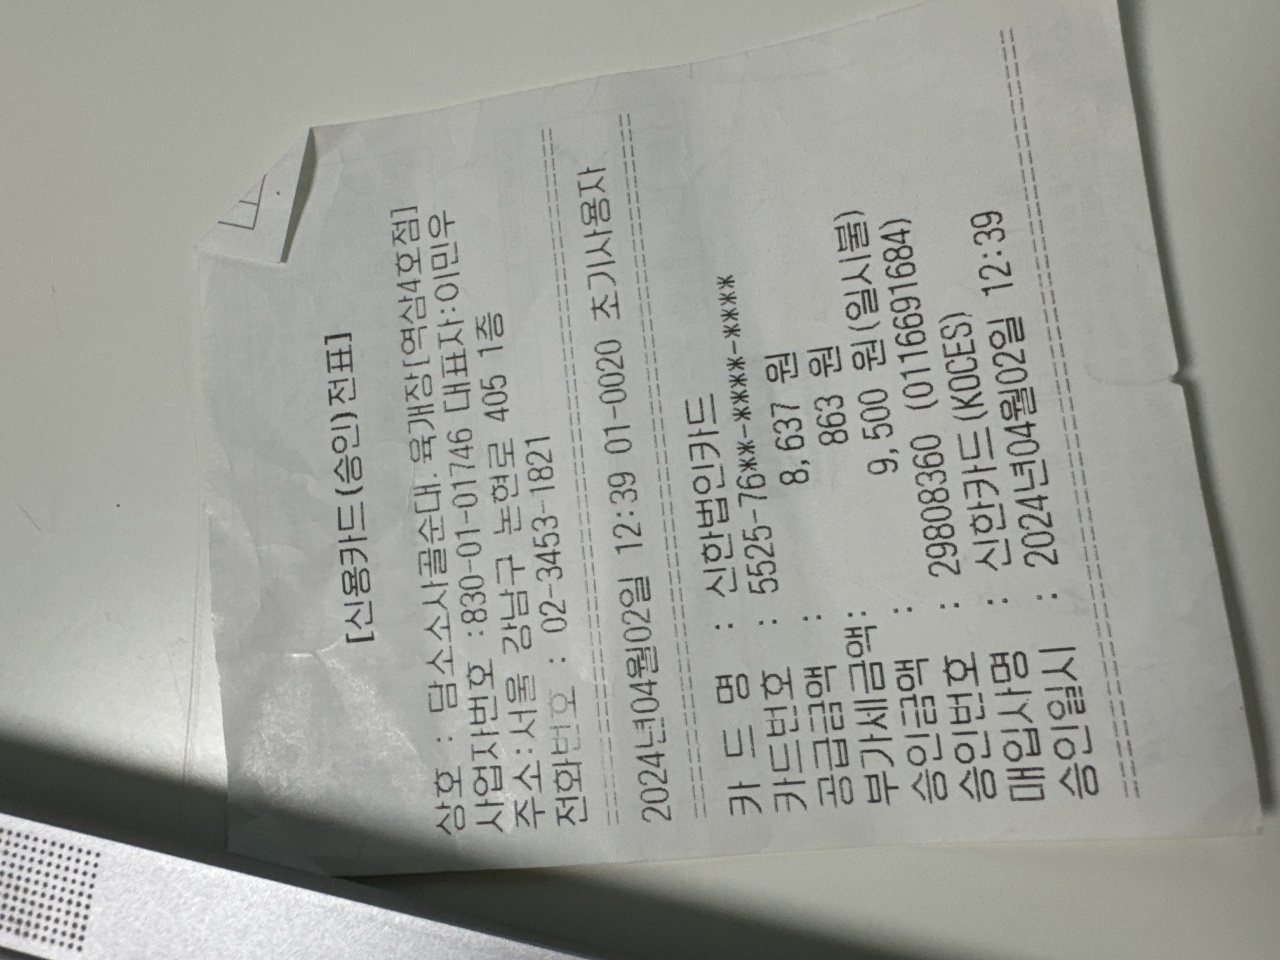 [신용카드(승인)전표]
상호 : 담소소사골순대.육개장[역삼4호점]
사업자번호 :830-01-01746 대표자:이민우
주소:서울 강남구 논현로 405 1층
전화번호 : 02-3453-1821
========================================
2024년04월02일 12:39 01-0020 초기사용자
========================================
카 드 명 : 신한법인카드
카드번호 : 5525-76**-****-****
공급금액 : 8,637 원
부가세금액: 863 원
승인금액 : 9,500 원(일시불)
승인번호 : 29808360 (0116691684)
매입사명 : 신한카드(KOCES)
승인일시 : 2024년04월02일 12:39
========================================